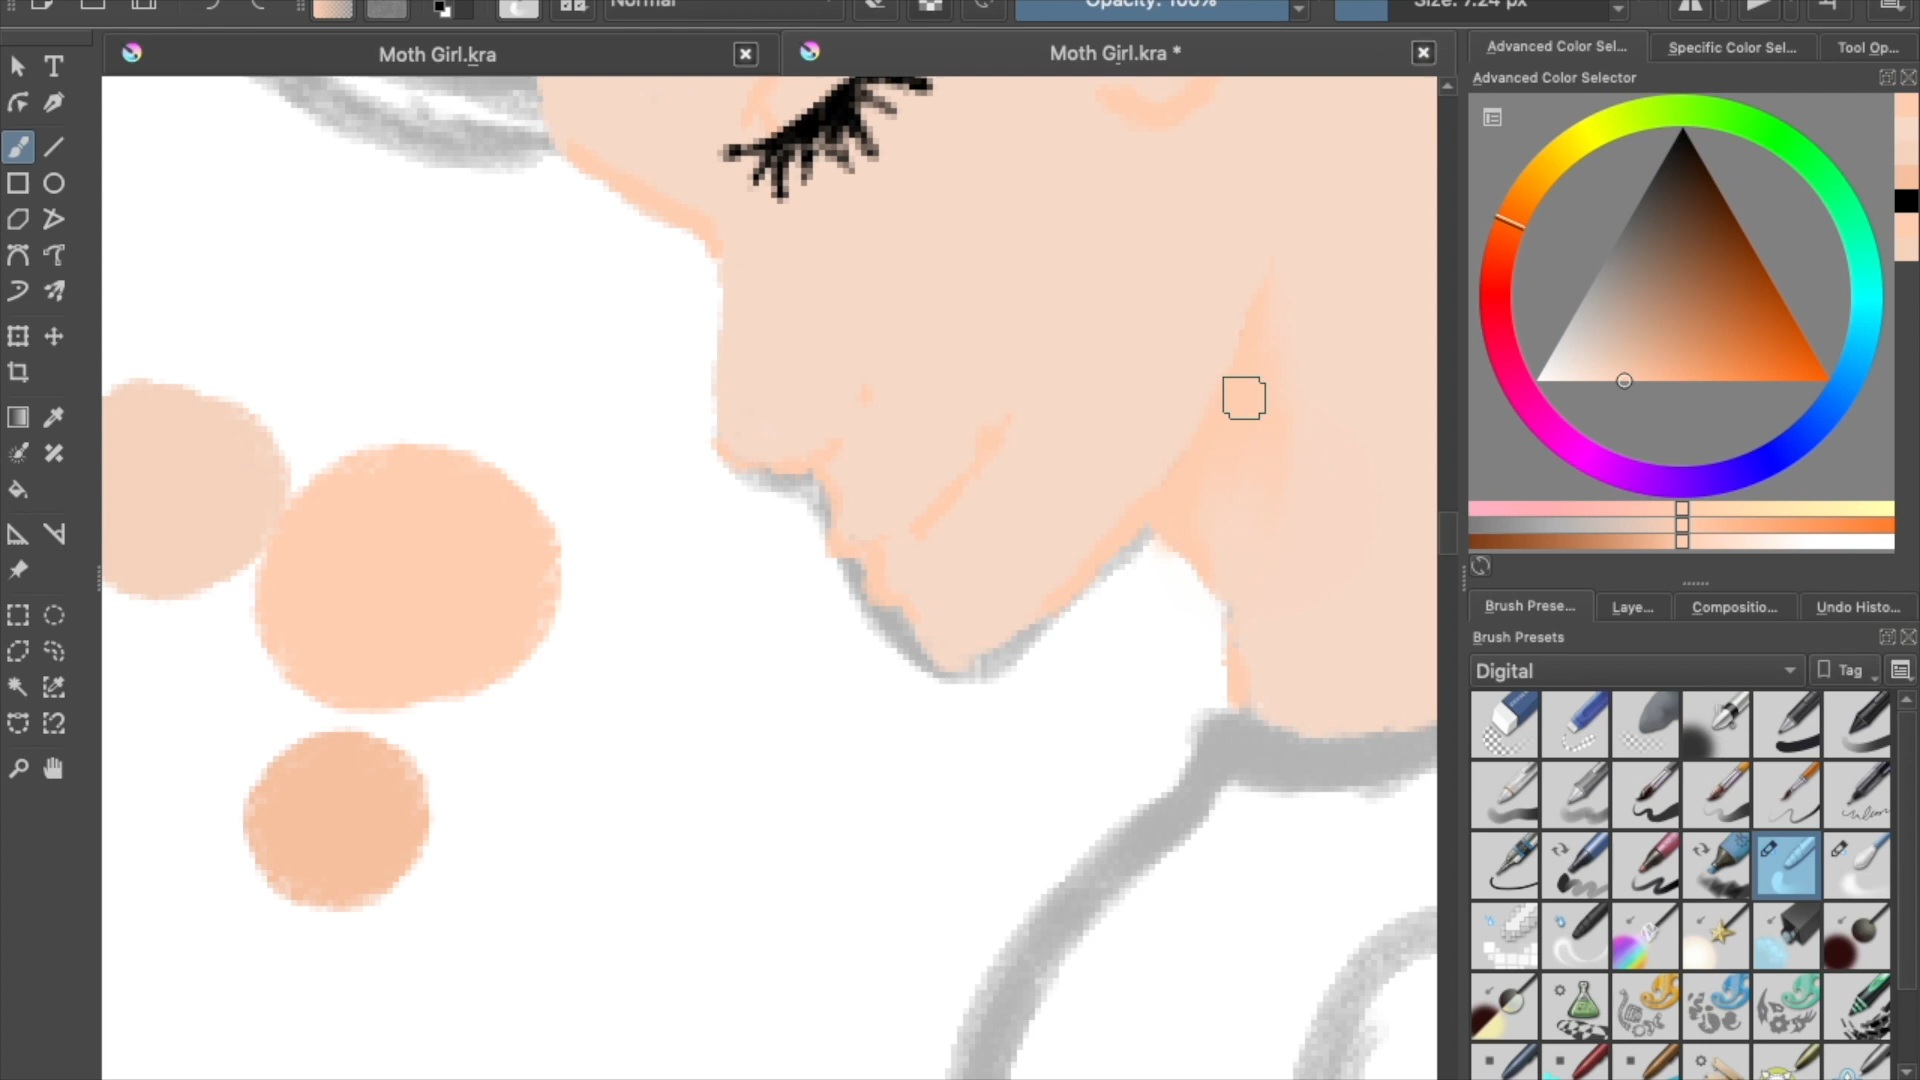 Normal
Opacity: 100%
Size: 7.24 px
Moth Girl.kra
Moth Girl.kra *
Advanced Color Sel...
Specific Color Sel...
Tool Op...
Advanced Color Selector
Brush Prese...
Laye...
Compositio...
Undo Histo...
Brush Presets
Digital
Tag